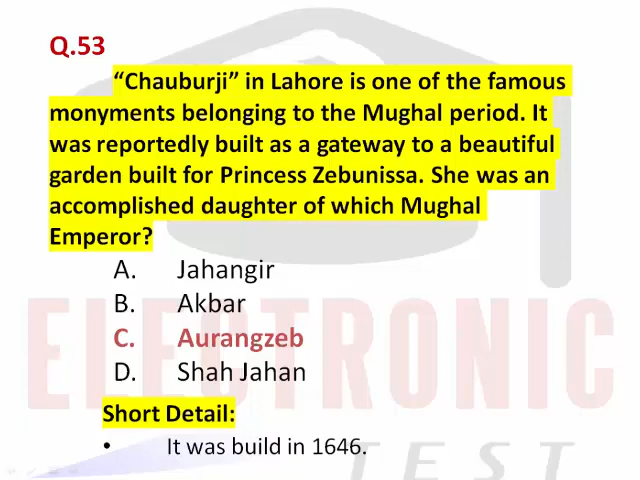 Q.53
“Chauburji” in Lahore is one of the famous
monyments belonging to the Mughal period. It
was reportedly built as a gateway to a beautiful
garden built for Princess Zebunissa. She was an
accomplished daughter of which Mughal
Emperor?
A. Jahangir
B. Akbar
C. Aurangzeb
D. Shah Jahan
ELECTRONIC
Short Detail:
• It was build in 1646.
TEST